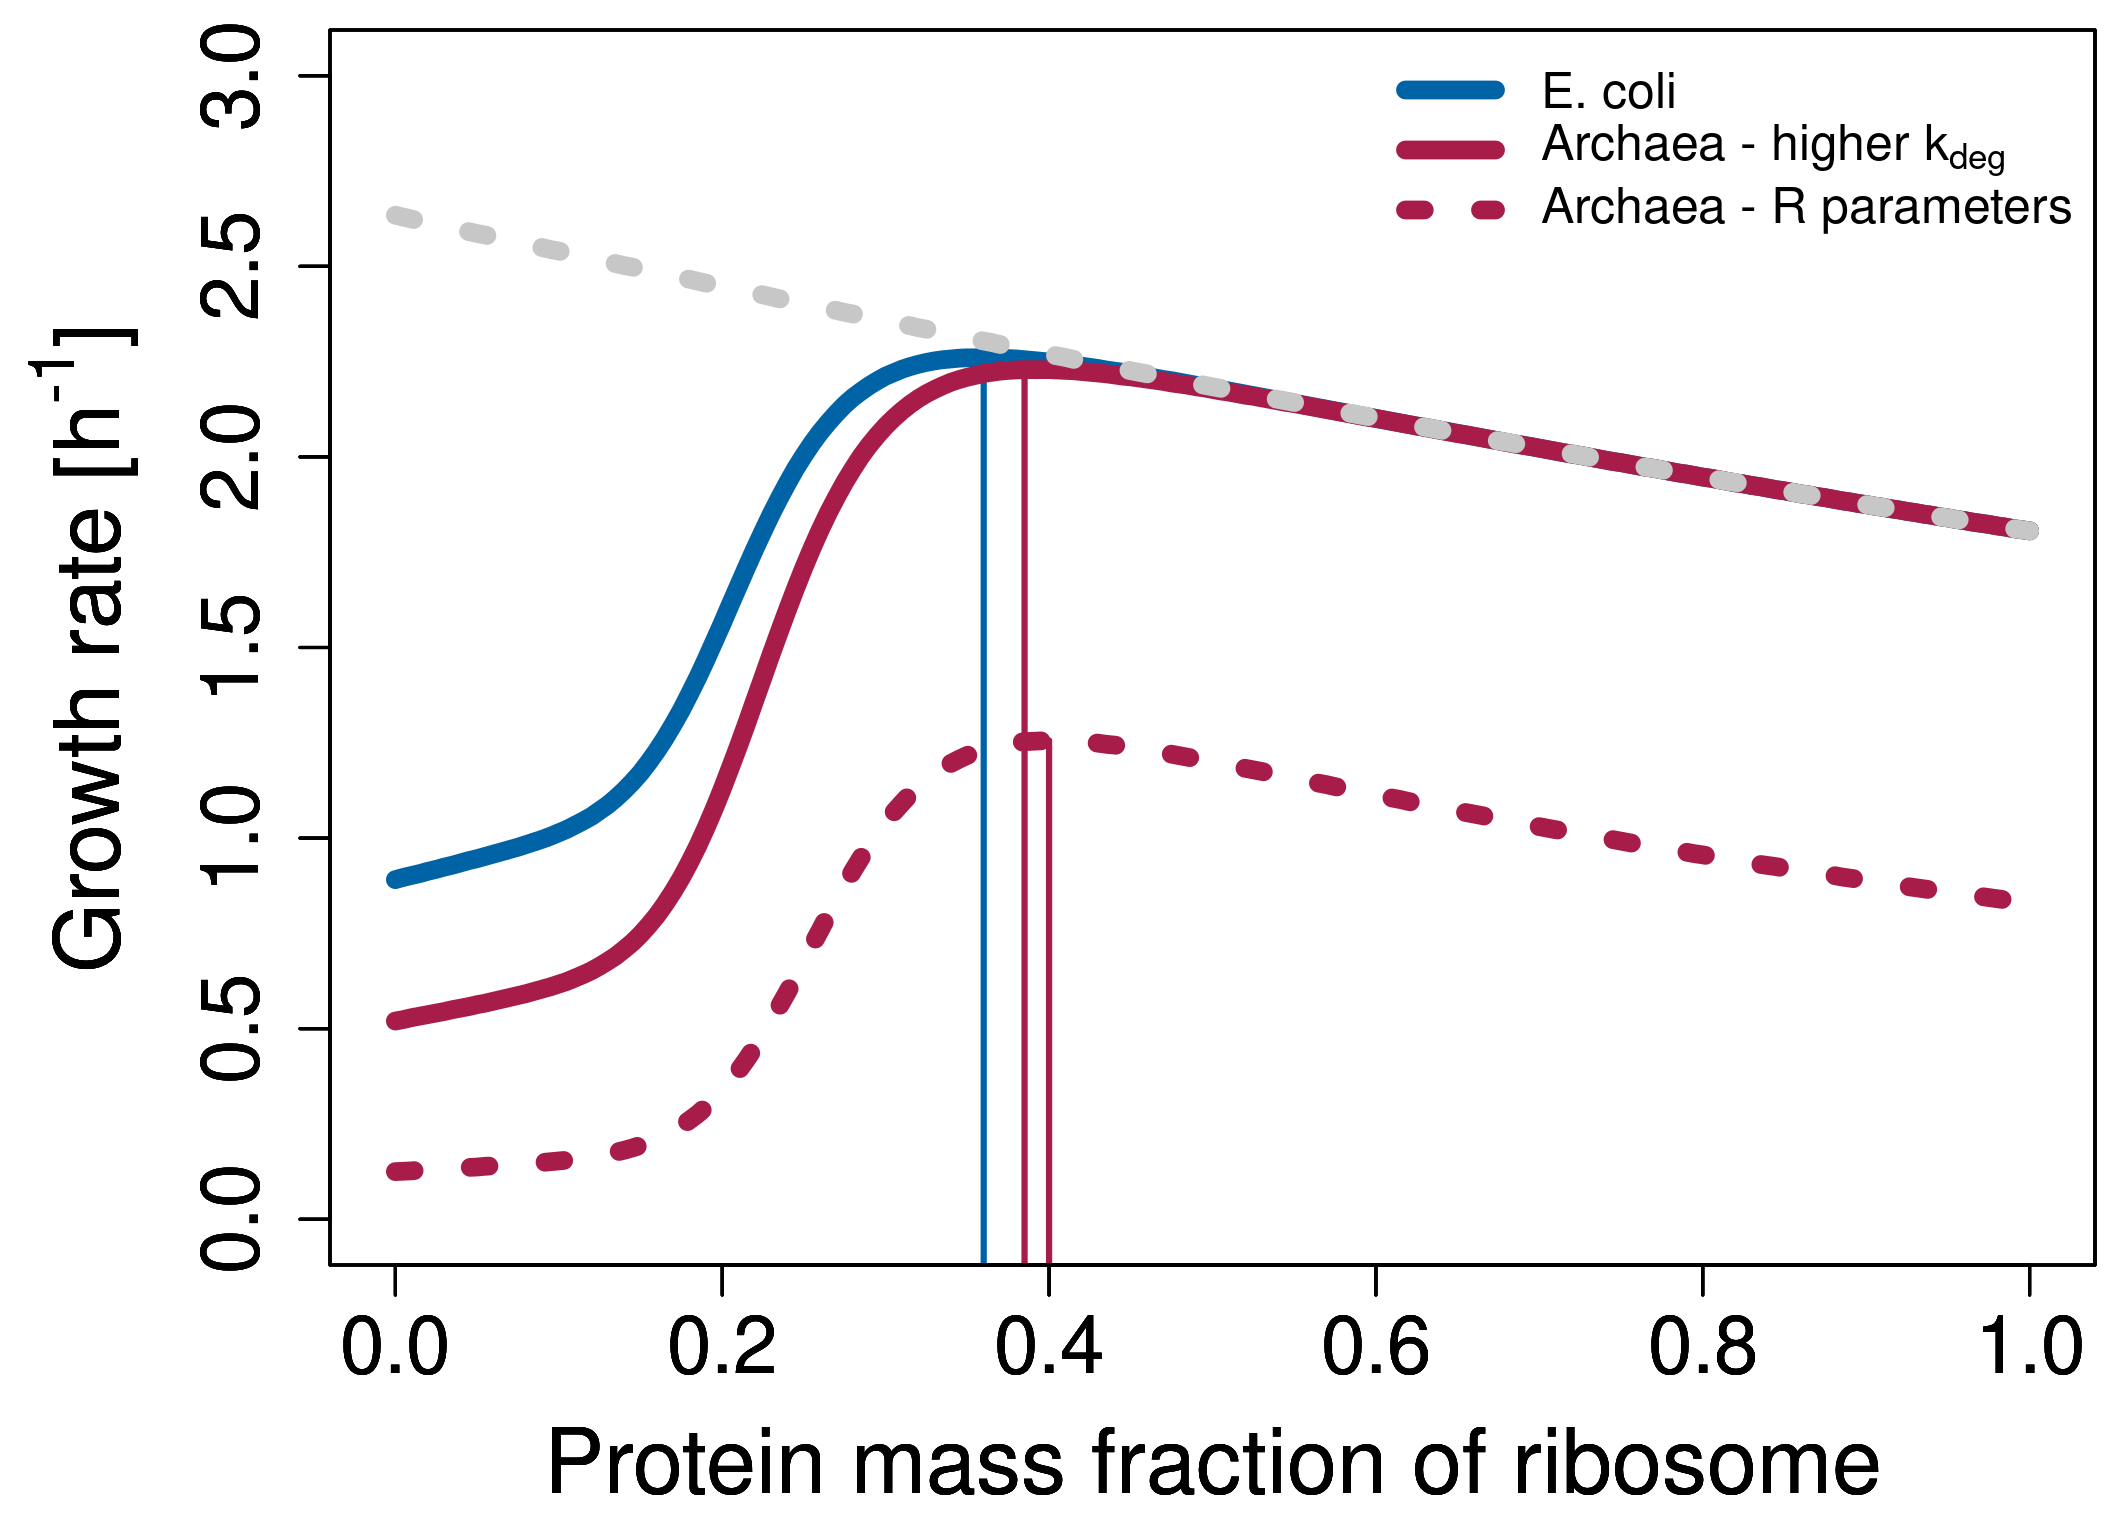 E. coli
Archaea - higher kdeg
Archaea - R parameters
3.0
2.5
2.0
1.5
1.0
0.5
0.0
Growth rate [h-1]
0.0 0.2 0.4 0.6 0.8 1.0
Protein mass fraction of ribosome